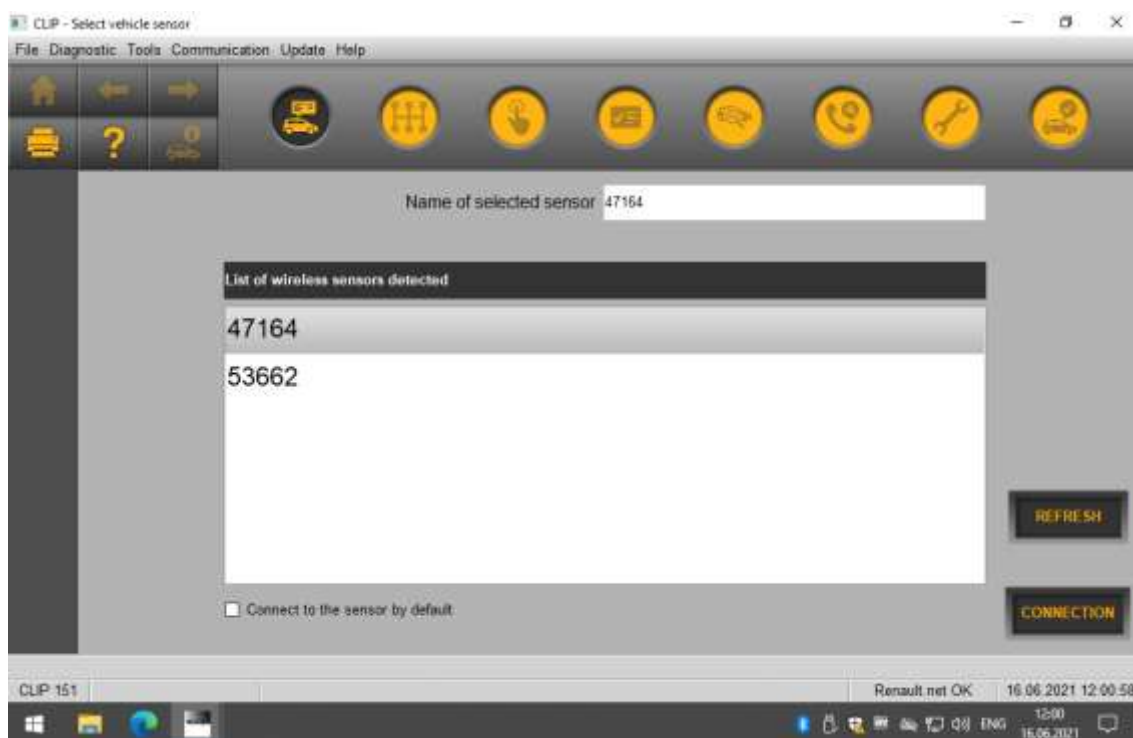 CLIP - Select vehicle sensor
File Diagnostic Tools Communication Update Help
?
Name of selected sensor 47164
List of wireless sensors detected
47164
53662
REFRESH
Connect to the sensor by default
CONNECTION
CLIP 151 Renault net OK 16.06.2021 12:00:58
ENG 12:00
16.06.2021